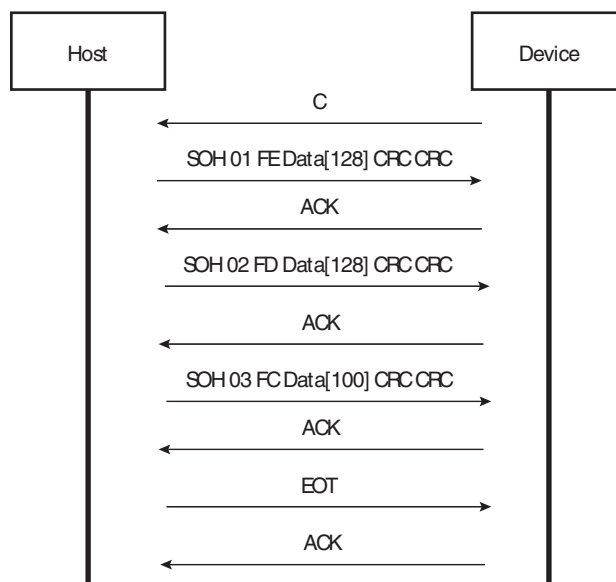 Host
Device
C
SOH 01 FE Data[128] CRC CRC
ACK
SOH 02 FD Data[128] CRC CRC
ACK
SOH 03 FC Data[100] CRC CRC
ACK
EOT
ACK